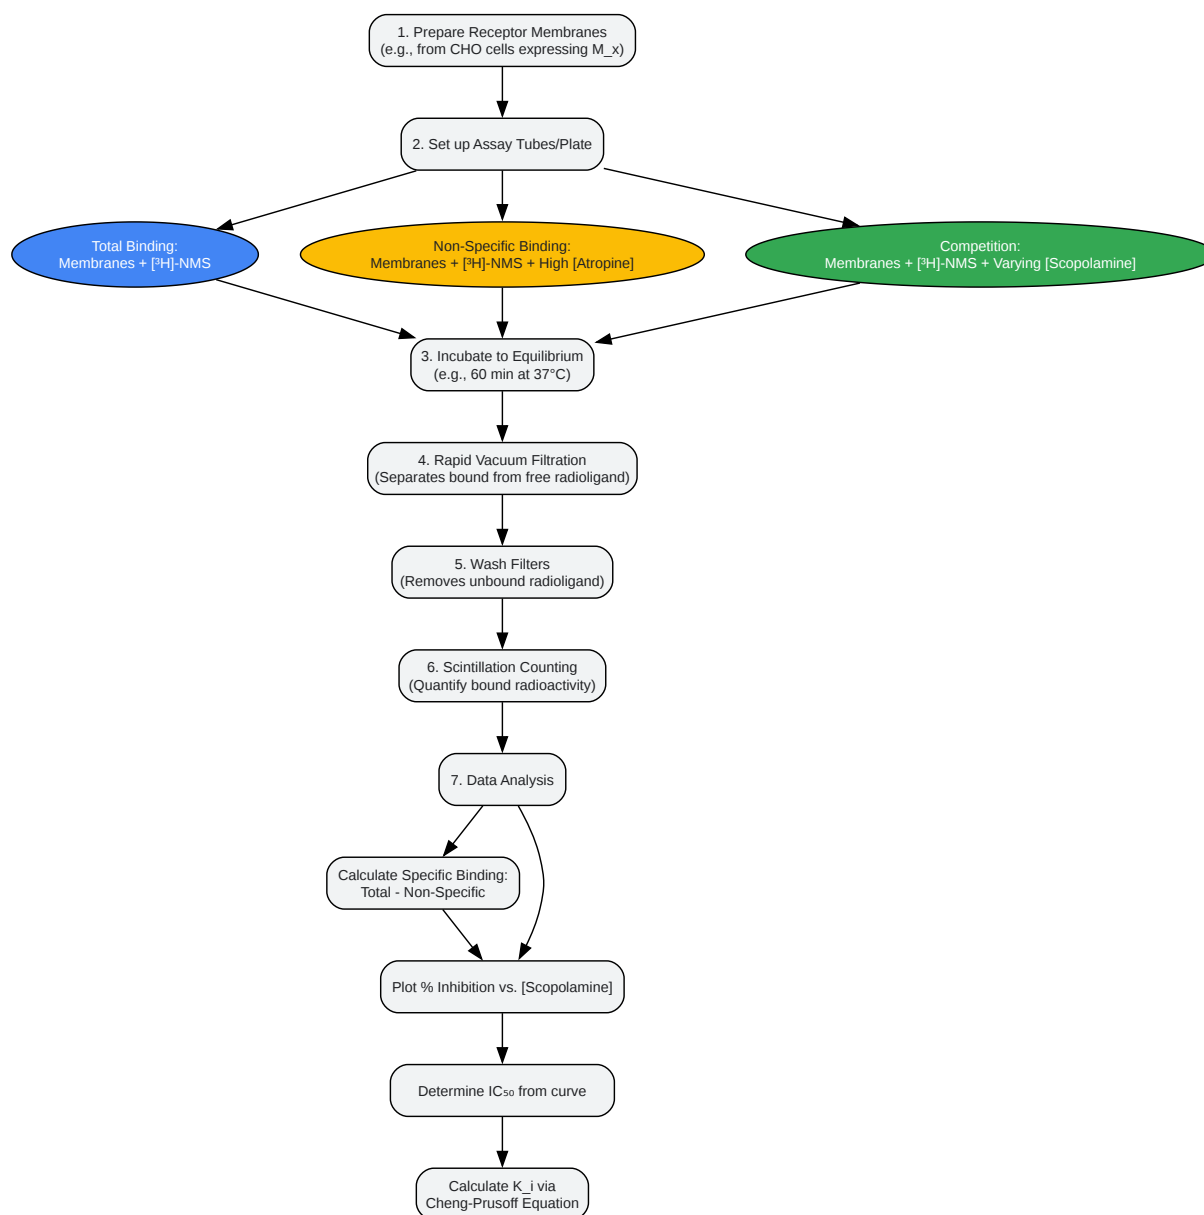 1. Prepare Receptor Membranes
(e.g., from CHO cells expressing M_x)
2. Set up Assay Tubes/Plate
Total Binding:
Membranes + [³H]-NMS
Non-Specific Binding:
Membranes + [³H]-NMS + High [Atropine]
Competition:
Membranes + [³H]-NMS + Varying [Scopolamine]
3. Incubate to Equilibrium
(e.g., 60 min at 37°C)
4. Rapid Vacuum Filtration
(Separates bound from free radioligand)
5. Wash Filters
(Removes unbound radioligand)
6. Scintillation Counting
(Quantify bound radioactivity)
7. Data Analysis
Calculate Specific Binding:
Total - Non-Specific
Plot % Inhibition vs. [Scopolamine]
Determine IC₅₀ from curve
Calculate K_i via
Cheng-Prusoff Equation